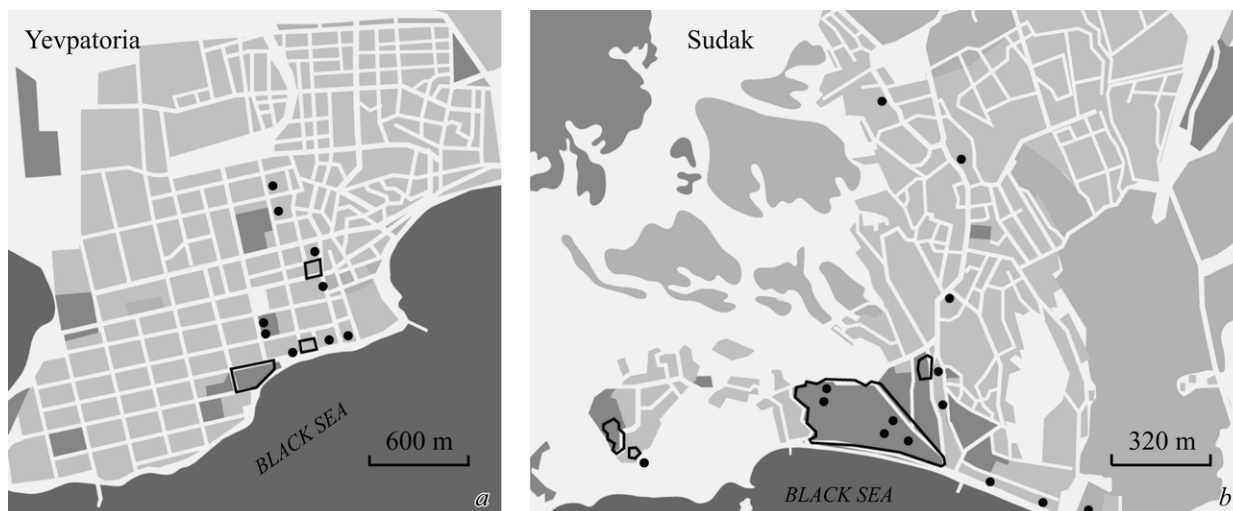 Yevpatoria
BLACK SEA
600 m
a
Sudak
BLACK SEA
320 m
b